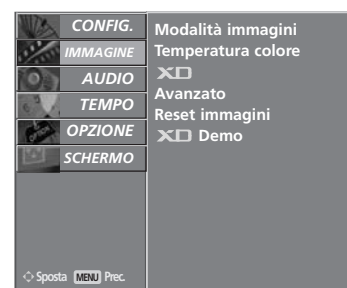 CONFIG.
IMMAGINE
AUDIO
TEMPO
OPZIONE
SCHERMO
Sposta MENU Prec.
Modalità immagini
Temperatura colore
XD
Avanzato
Reset immagini
XD Demo